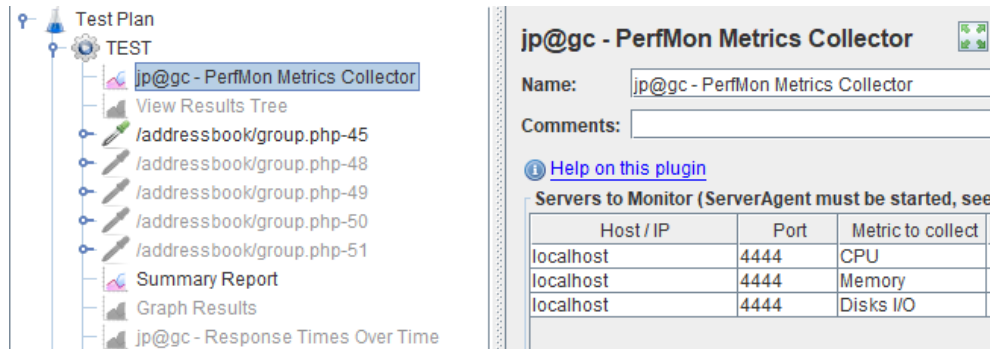 Test Plan
TEST
jp@gc - PerfMon Metrics Collector
View Results Tree
/addressbook/group.php-45
/addressbook/group.php-48
/addressbook/group.php-49
/addressbook/group.php-50
/addressbook/group.php-51
Summary Report
Graph Results
jp@gc - Response Times Over Time
jp@gc - PerfMon Metrics Collector
Name: jp@gc - PerfMon Metrics Collector
Comments:
Help on this plugin
Servers to Monitor (ServerAgent must be started, see
Host / IP Port Metric to collect
localhost 4444 CPU
localhost 4444 Memory
localhost 4444 Disks I/O